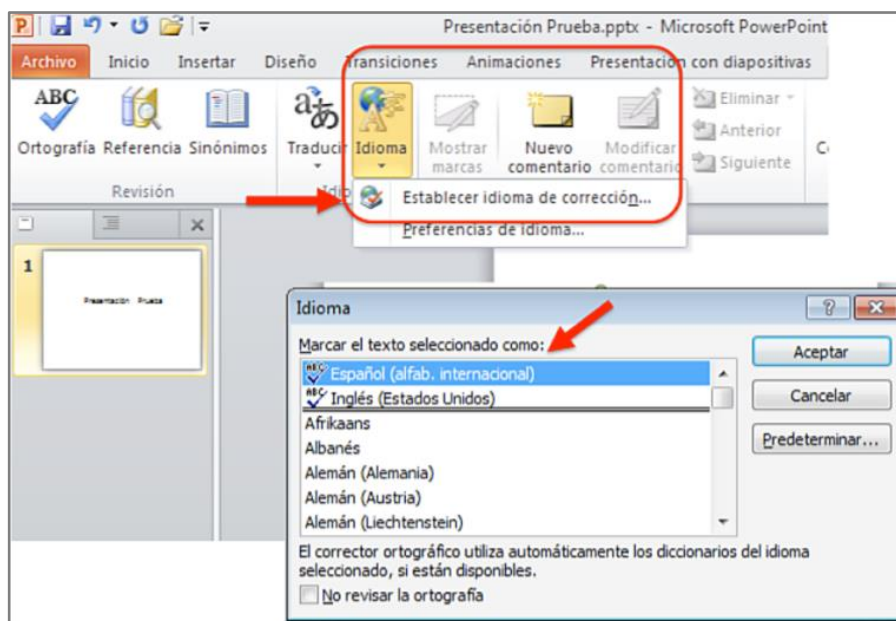 Presentación Prueba.pptx - Microsoft PowerPoint
Archivo Inicio Insertar Diseño Transiciones Animaciones Presentación con diapositivas
ABC
Ortografía Referencia Sinónimos Traducir Idioma Mostrar marcas Nuevo comentario Modificar comentario
Eliminar
Anterior
Siguiente
Revisión
Establecer idioma de corrección...
Preferencias de idioma...
1
Presentación Prueba
Idioma
Marcar el texto seleccionado como:
Español (alfab. internacional)
Inglés (Estados Unidos)
Afrikaans
Albanés
Alemán (Alemania)
Alemán (Austria)
Alemán (Liechtenstein)
Aceptar
Cancelar
Predeterminar...
El corrector ortográfico utiliza automáticamente los diccionarios del idioma
seleccionado, si están disponibles.
No revisar la ortografía